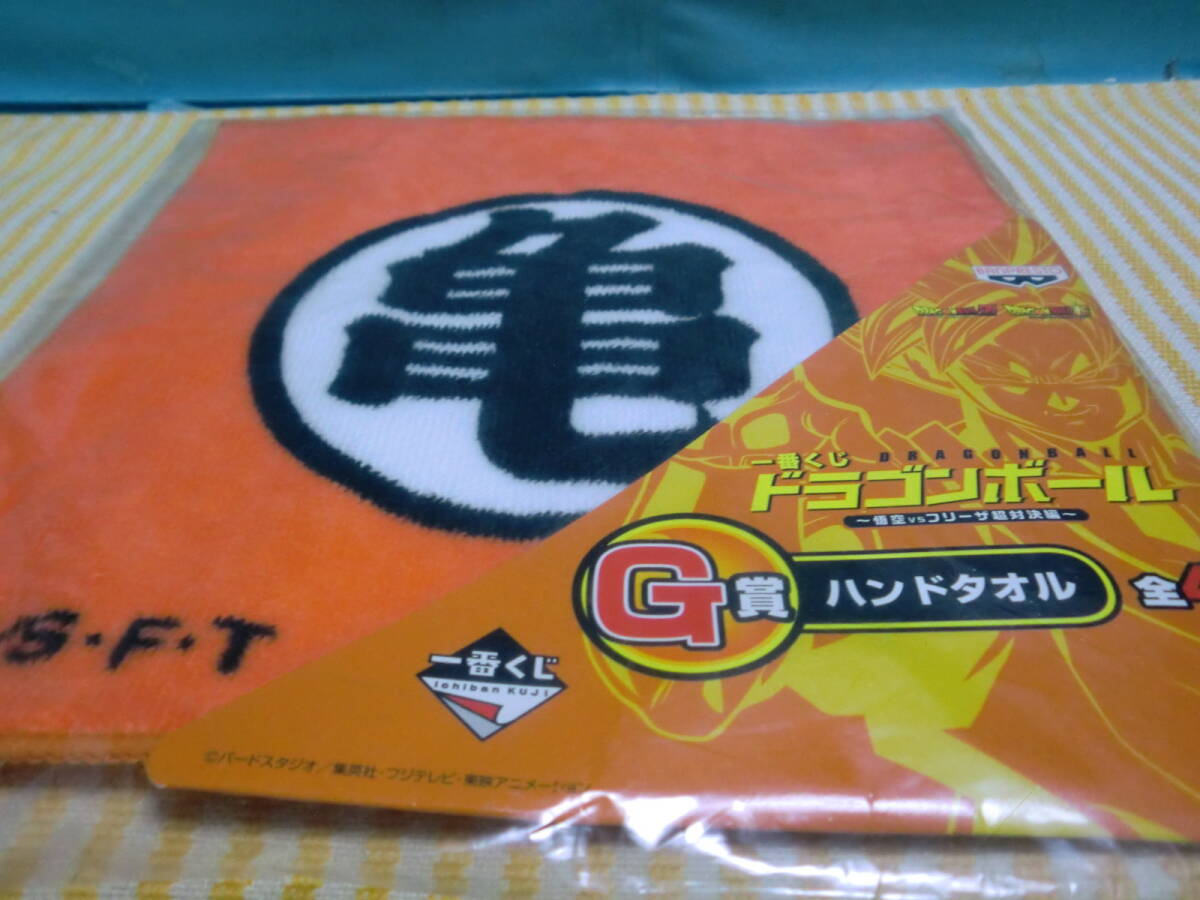 亀
S・F・T
BANPRESTO
DRAGONBALL
一番くじ
ドラゴンボール
～悟空vsフリーザ超対決編～
G賞
ハンドタオル
全4
一番くじ
Ichiban KUJI
©バードスタジオ／集英社・フジテレビ・東映アニメーション